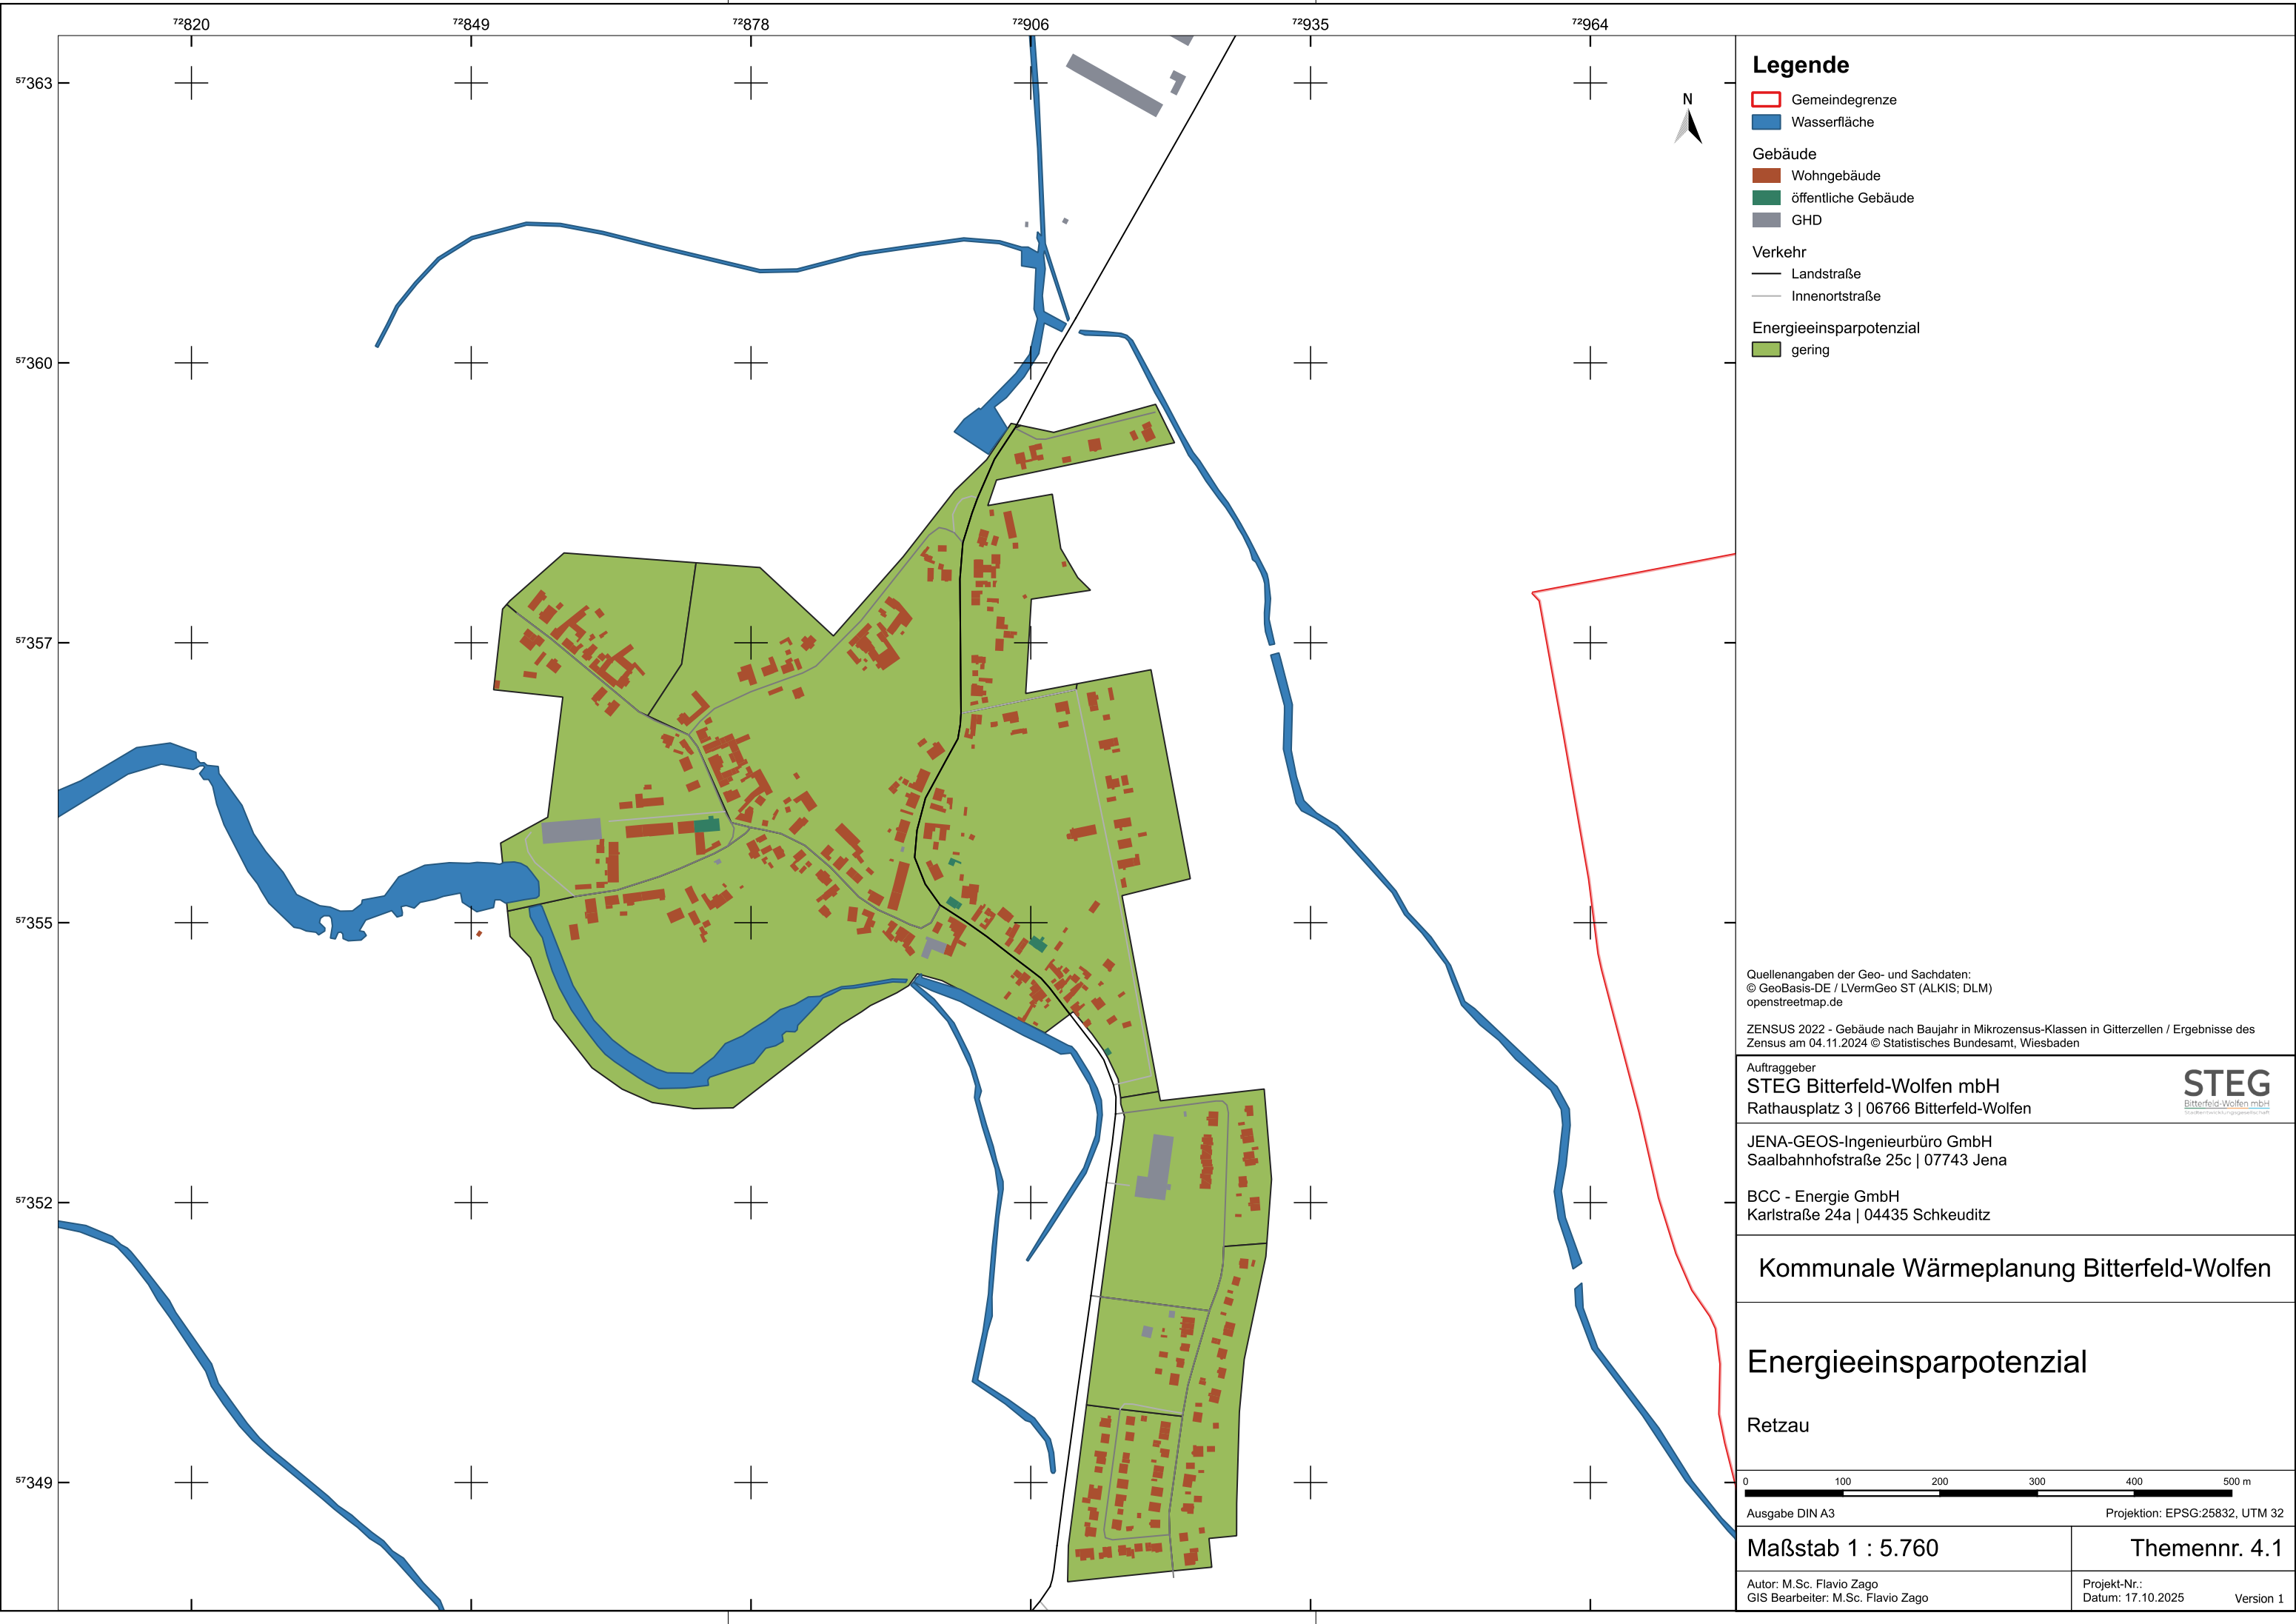 72820
72849
72878
72906
72935
72964
57363
57360
57357
57355
57352
57349
N
Legende
Gemeindegrenze
Wasserfläche
Gebäude
Wohngebäude
öffentliche Gebäude
GHD
Verkehr
Landstraße
Innenortstraße
Energieeinsparpotenzial
gering
Quellenangaben der Geo- und Sachdaten:
© GeoBasis-DE / LVermGeo ST (ALKIS; DLM)
openstreetmap.de
ZENSUS 2022 - Gebäude nach Baujahr in Mikrozensus-Klassen in Gitterzellen / Ergebnisse des
Zensus am 04.11.2024 © Statistisches Bundesamt, Wiesbaden
Auftraggeber
STEG Bitterfeld-Wolfen mbH
Rathausplatz 3 | 06766 Bitterfeld-Wolfen
STEG
Bitterfeld-Wolfen mbH
Stadtentwicklungsgesellschaft
JENA-GEOS-Ingenieurbüro GmbH
Saalbahnhofstraße 25c | 07743 Jena
BCC - Energie GmbH
Karlstraße 24a | 04435 Schkeuditz
Kommunale Wärmeplanung Bitterfeld-Wolfen
Energieeinsparpotenzial
Retzau
0 100 200 300 400 500 m
Ausgabe DIN A3 Projektion: EPSG:25832, UTM 32
Maßstab 1 : 5.760 Themennr. 4.1
Autor: M.Sc. Flavio Zago
GIS Bearbeiter: M.Sc. Flavio Zago
Projekt-Nr.:
Datum: 17.10.2025 Version 1